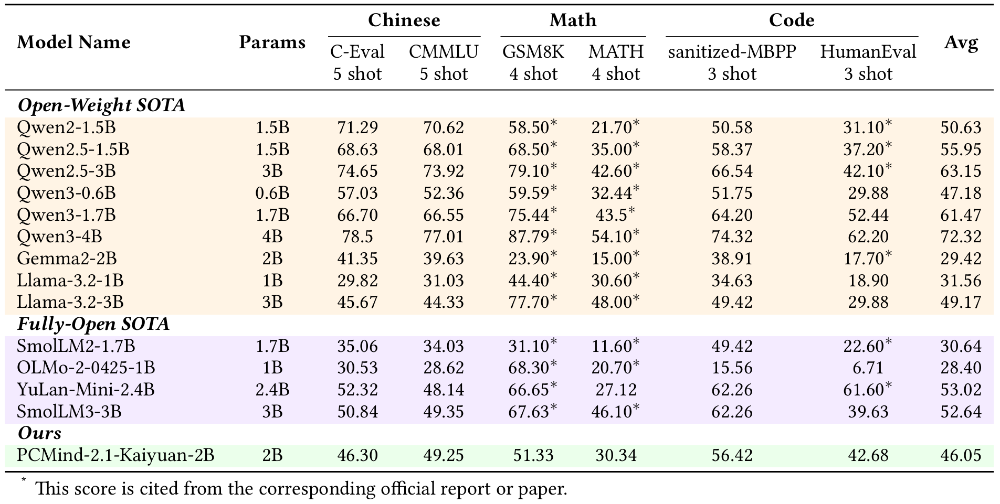 Chinese Math Code
Model Name Params Avg
C-Eval CMMLU GSM8K MATH sanitized-MBPP HumanEval
5 shot 5 shot 4 shot 4 shot 3 shot 3 shot
Open-Weight SOTA
Qwen2-1.5B 1.5B 71.29 70.62 58.50* 21.70* 50.58 31.10* 50.63
Qwen2.5-1.5B 1.5B 68.63 68.01 68.50* 35.00* 58.37 37.20* 55.95
Qwen2.5-3B 3B 74.65 73.92 79.10* 42.60* 66.54 42.10* 63.15
Qwen3-0.6B 0.6B 57.03 52.36 59.59* 32.44* 51.75 29.88 47.18
Qwen3-1.7B 1.7B 66.70 66.55 75.44* 43.5* 64.20 52.44 61.47
Qwen3-4B 4B 78.5 77.01 87.79* 54.10* 74.32 62.20 72.32
Gemma2-2B 2B 41.35 39.63 23.90* 15.00* 38.91 17.70* 29.42
Llama-3.2-1B 1B 29.82 31.03 44.40* 30.60* 34.63 18.90 31.56
Llama-3.2-3B 3B 45.67 44.33 77.70* 48.00* 49.42 29.88 49.17
Fully-Open SOTA
SmolLM2-1.7B 1.7B 35.06 34.03 31.10* 11.60* 49.42 22.60* 30.64
OLMo-2-0425-1B 1B 30.53 28.62 68.30* 20.70* 15.56 6.71 28.40
YuLan-Mini-2.4B 2.4B 52.32 48.14 66.65* 27.12 62.26 61.60* 53.02
SmolLM3-3B 3B 50.84 49.35 67.63* 46.10* 62.26 39.63 52.64
Ours
PCMind-2.1-Kaiyuan-2B 2B 46.30 49.25 51.33 30.34 56.42 42.68 46.05
* This score is cited from the corresponding official report or paper.